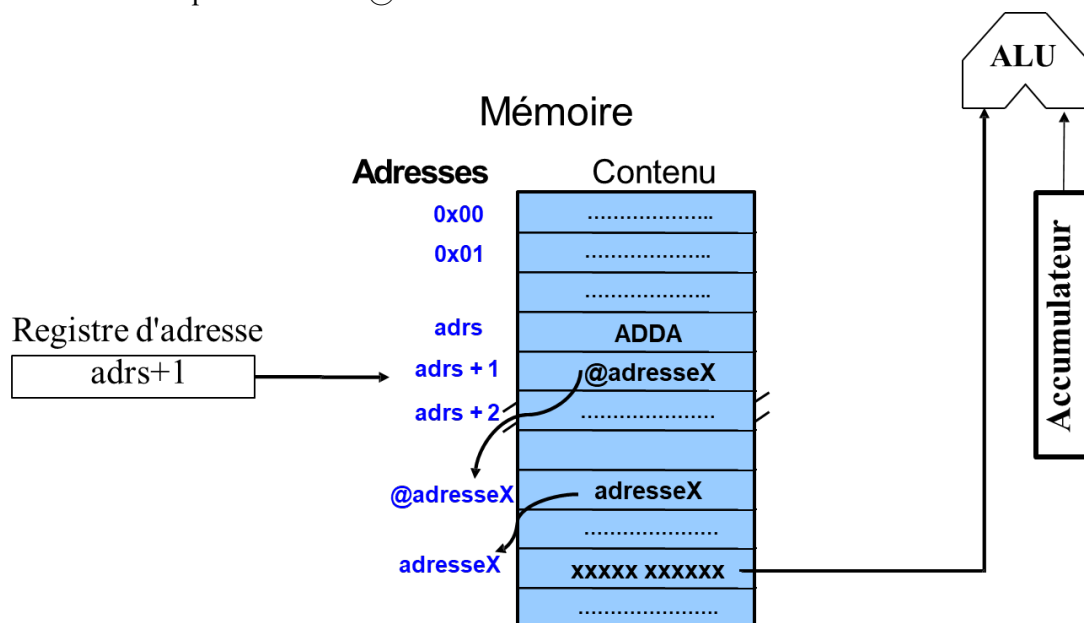 ALU
Mémoire
Adresses Contenu
0x00 ………………..
0x01 ………………..
………………..
adrs ADDA
Registre d'adresse
adrs+1
adrs + 1 @adresseX
adrs + 2 …………………
@adresseX adresseX
…………………
adresseX xxxxx xxxxxx
………………….
Accumulateur